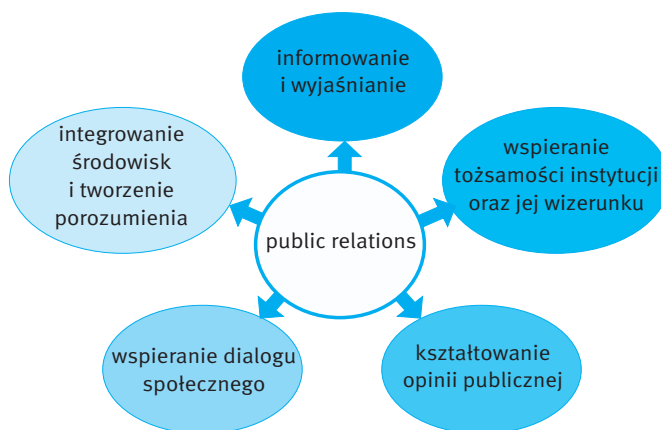 informowanie
i wyjaśnianie
wspieranie
tożsamości instytucji
oraz jej wizerunku
kształtowanie
opinii publicznej
wspieranie dialogu
społecznego
integrowanie
środowisk
i tworzenie
porozumienia
public relations